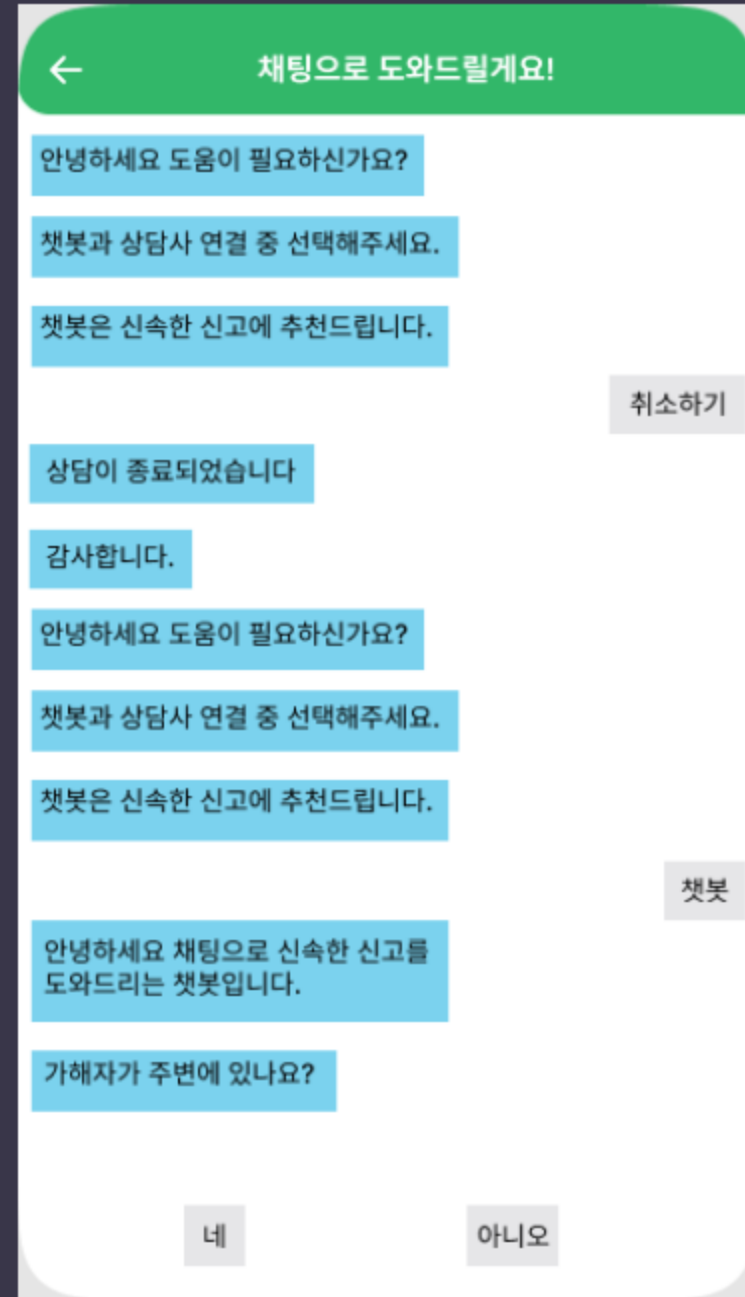 채팅으로 도와드릴게요!
안녕하세요 도움이 필요하신가요?
챗봇과 상담사 연결 중 선택해주세요.
챗봇은 신속한 신고에 추천드립니다.
취소하기
상담이 종료되었습니다
감사합니다.
안녕하세요 도움이 필요하신가요?
챗봇과 상담사 연결 중 선택해주세요.
챗봇은 신속한 신고에 추천드립니다.
챗봇
안녕하세요 채팅으로 신속한 신고를
도와드리는 챗봇입니다.
가해자가 주변에 있나요?
네
아니오